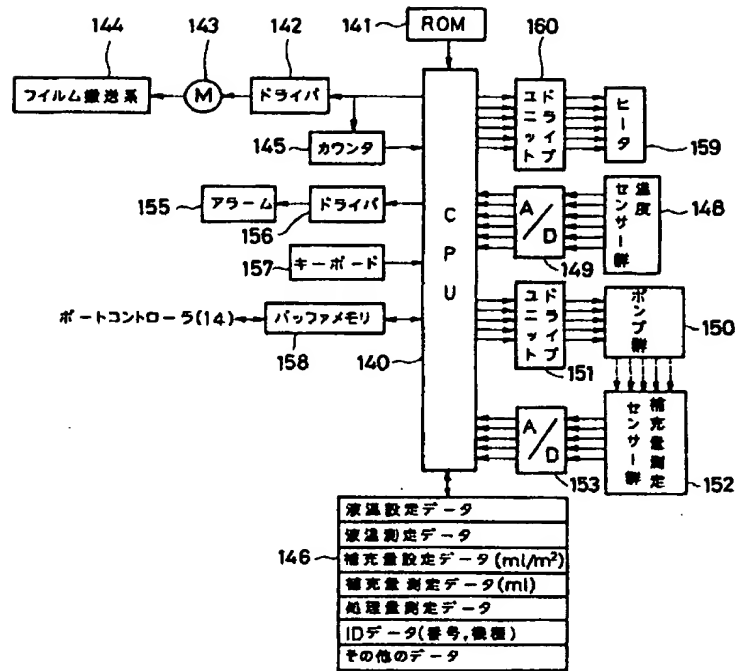 144
143
142
141
ROM
160
フイルム搬送系
M
ドライバ
ドライブ
ユニット
ヒータ
145
カウンタ
159
155
アラーム
156
ドライバ
CPU
A/D
温度
センサー群
148
157
キーボード
149
ポートコントローラ(14)
バッファメモリ
158
140
ドライブ
ユニット
151
ポンプ群
150
A/D
153
補充量測定
センサー群
152
146
液温設定データ
液温測定データ
補充量設定データ(ml/m²)
補充量測定データ(ml)
処理量測定データ
IDデータ(番号,機種)
その他のデータ